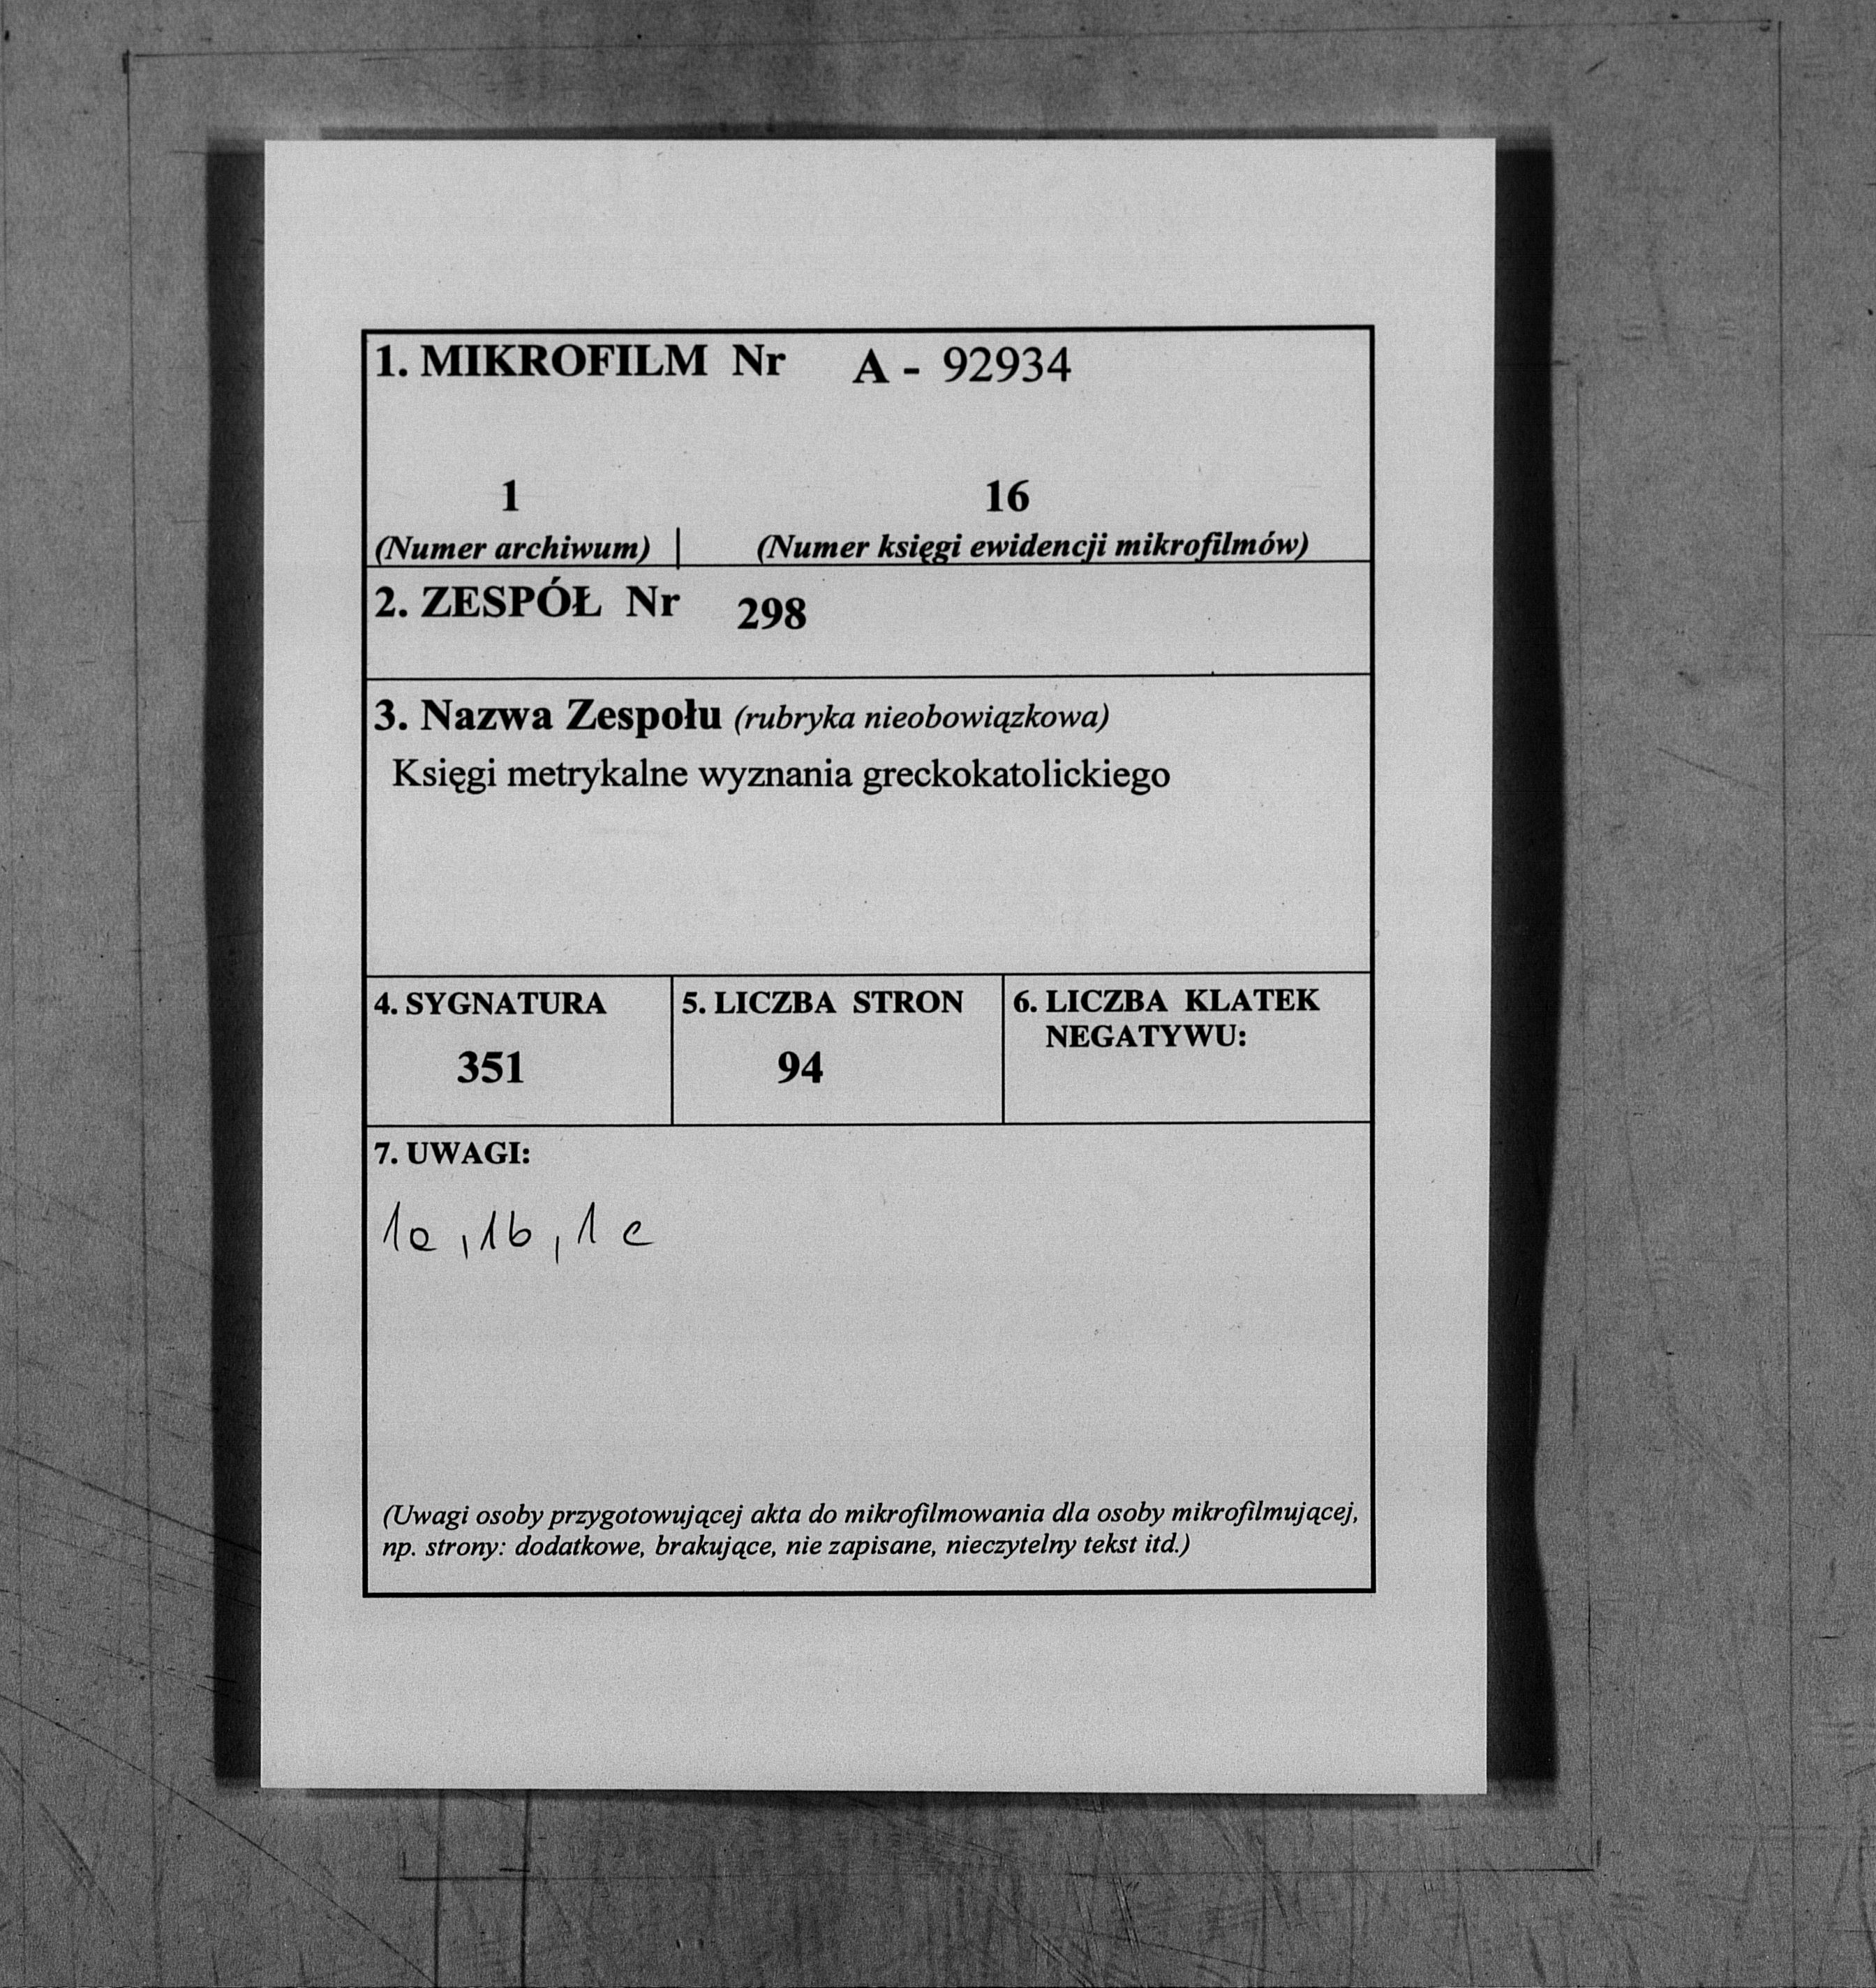 1. MIKROFILM Nr A - 92934
1 16
(Numer archiwum) | (Numer księgi ewidencji mikrofilmów)
2. ZESPÓŁ Nr 298
3. Nazwa Zespołu (rubryka nieobowiązkowa)
Księgi metrykalne wyznania greckokatolickiego
4. SYGNATURA
351
5. LICZBA STRON
94
6. LICZBA KLATEK
NEGATYWU:
7. UWAGI:
1a, 1b, 1c
(Uwagi osoby przygotowującej akta do mikrofilmowania dla osoby mikrofilmującej,
np. strony: dodatkowe, brakujące, nie zapisane, nieczytelny tekst itd.)